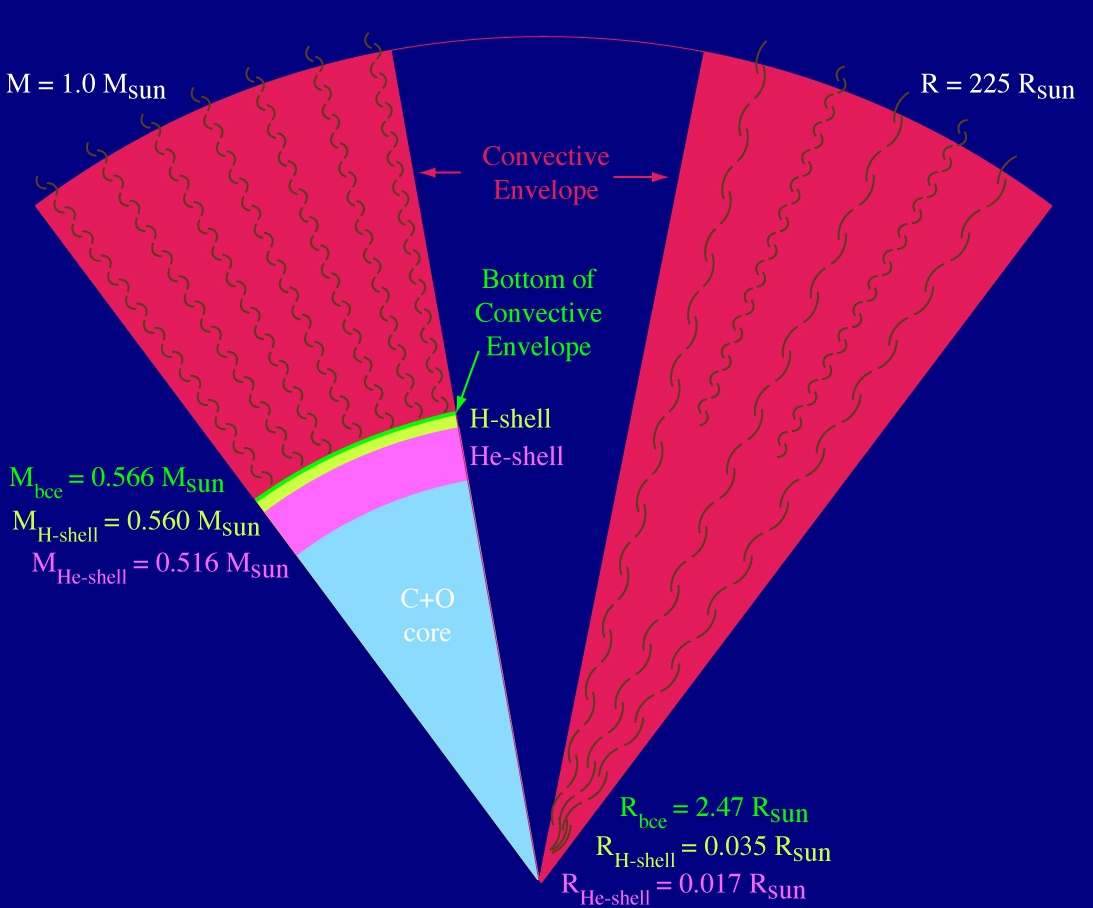 M = 1.0 Msun
R = 225 Rsun
Convective
Envelope
Bottom of
Convective
Envelope
H-shell
He-shell
Mbce = 0.566 Msun
MH-shell = 0.560 Msun
MHe-shell = 0.516 Msun
C+O
core
Rbce = 2.47 Rsun
RH-shell = 0.035 Rsun
RHe-shell = 0.017 Rsun